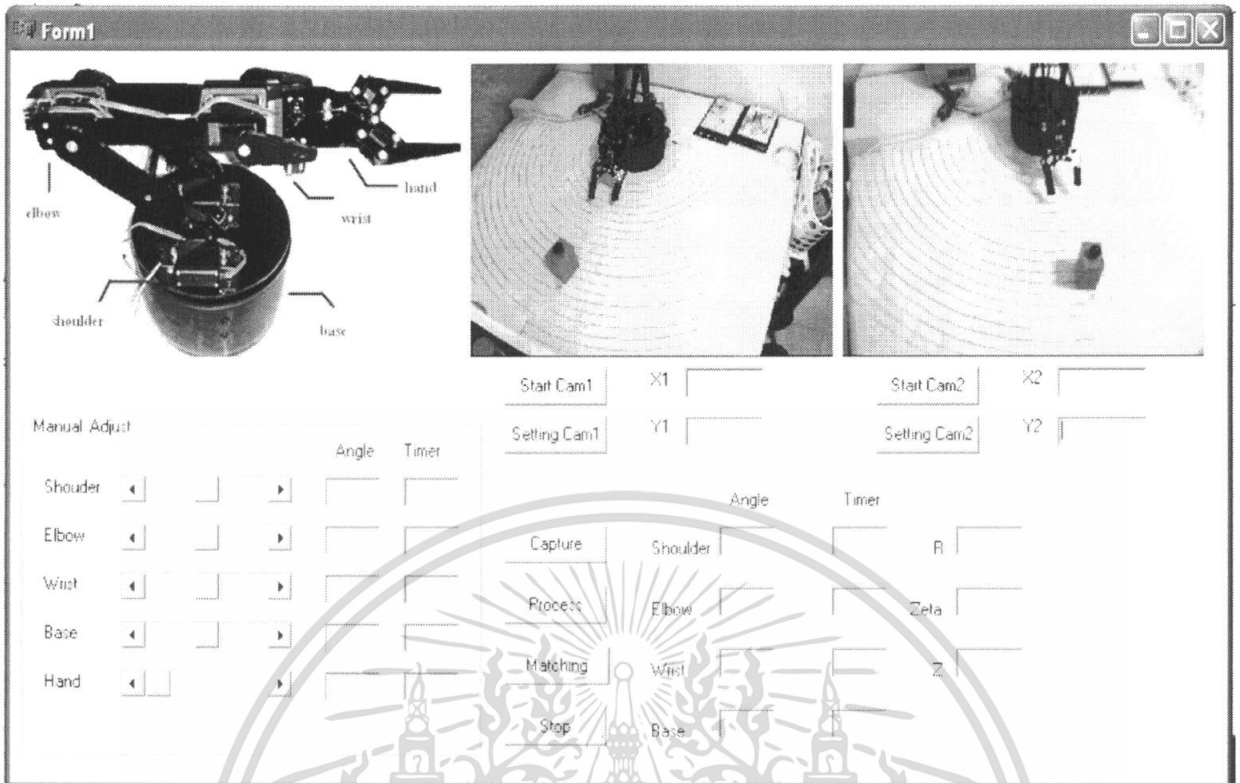 Form1
elbow
hand
wrist
shoulder
base
Start Cam1 X1
Start Cam2 X2
Setting Cam1 Y1
Setting Cam2 Y2
Manual Adjust
Angle Timer
Shouder
Elbow
Wrist
Base
Hand
Angle Timer
Capture Shoulder R
Process Elbow Zeta
Matching Wrist Z
Stop Base